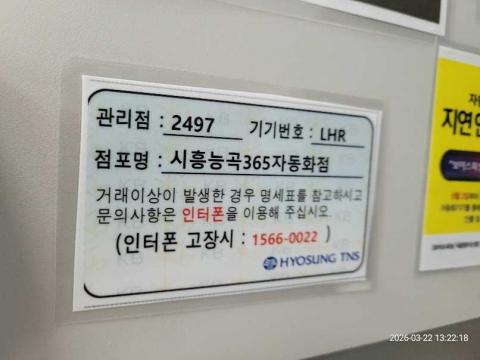 관리점 : 2497 기기번호 : LHR
점포명 : 시흥능곡365자동화점
거래이상이 발생한 경우 명세표를 참고하시고
문의사항은 인터폰을 이용해 주십시오.
(인터폰 고장시 : 1566-0022 )
HYOSUNG TNS
지연인
2026-03-22 13:22:18